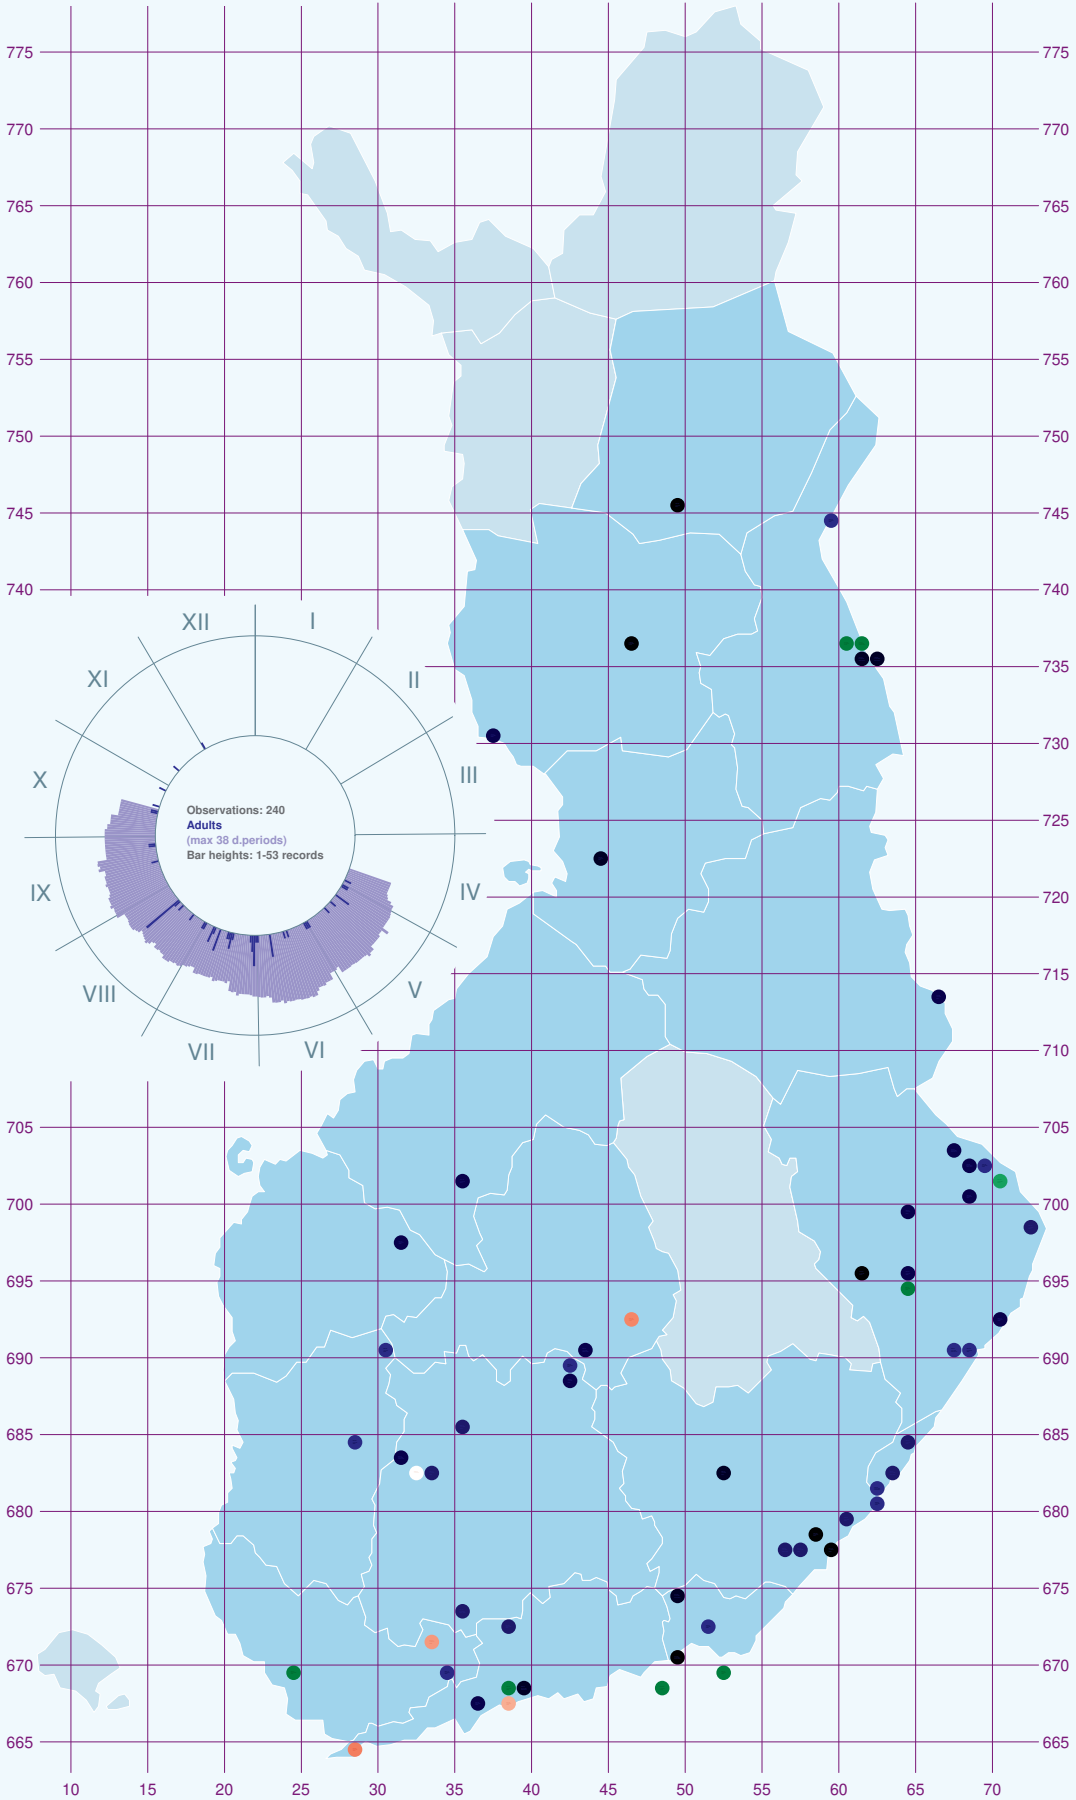 775 775
770 770
765 765
760 760
755 755
750 750
745 745
740 740
XII I
XI II
735 735
730 730
X III
Observations: 240
Adults
(max 38 d.periods)
Bar heights: 1-53 records
725 725
IX IV
720 720
715 715
VIII V
VII VI
710 710
705 705
700 700
695 695
690 690
685 685
680 680
675 675
670 670
665 665
10 15 20 25 30 35 40 45 50 55 60 65 70